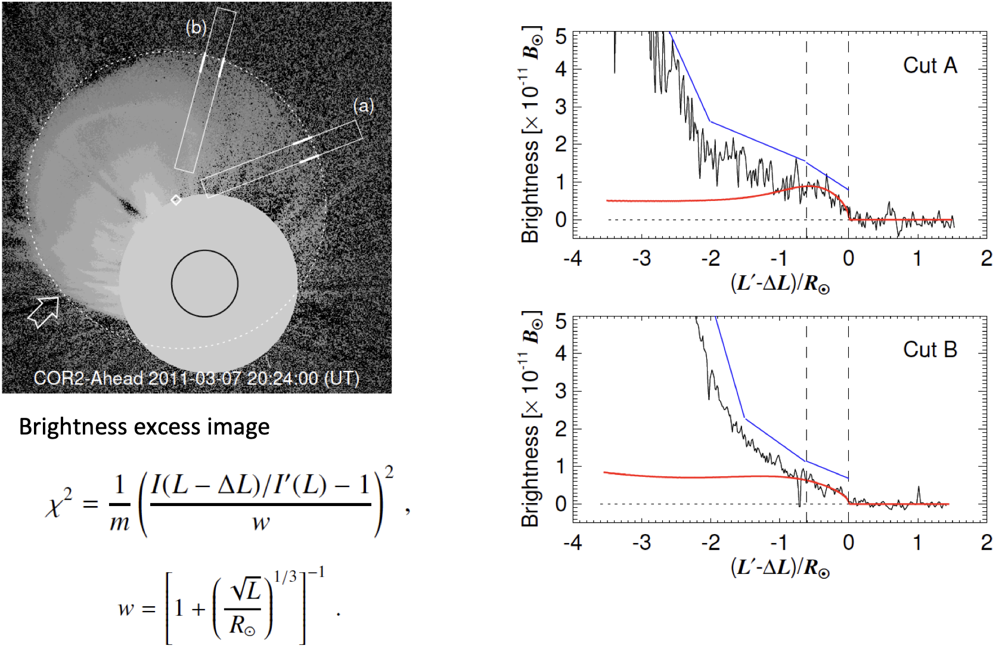 (b)
(a)
COR2-Ahead 2011-03-07 20:24:00 (UT)
Brightness excess image
χ² = 1/m ( (I(L − ΔL)/I′(L) − 1) / w )² ,
w = [ 1 + ( √L / R⊙ )^1/3 ]^−1 .
Brightness [× 10⁻¹¹ B⊙]
5
4
3
2
1
0
Cut A
-4 -3 -2 -1 0 1 2
(L′-ΔL)/R⊙
Brightness [× 10⁻¹¹ B⊙]
5
4
3
2
1
0
Cut B
-4 -3 -2 -1 0 1 2
(L′-ΔL)/R⊙